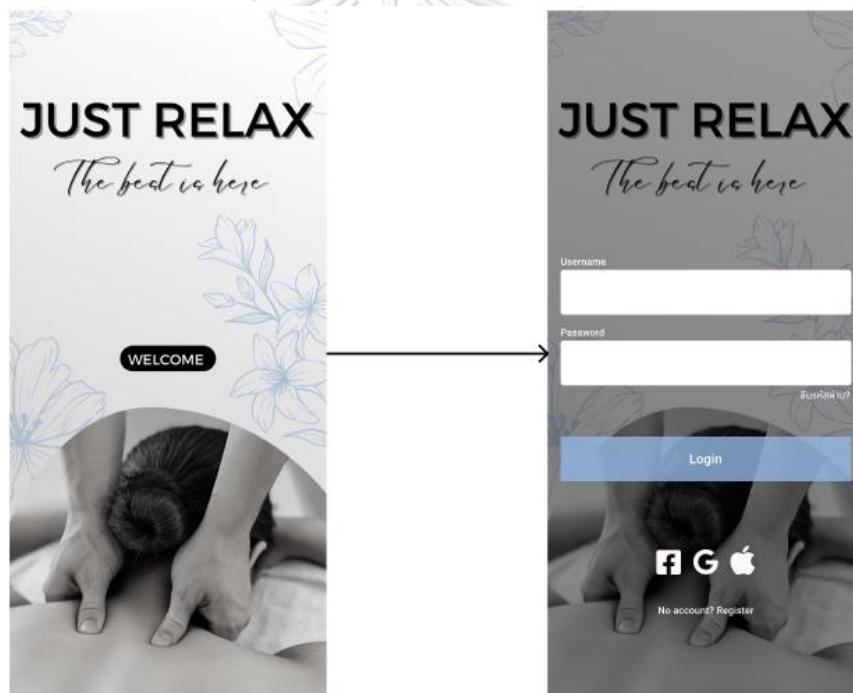 JUST RELAX
The best is here
WELCOME
JUST RELAX
The best is here
Username
Password
ลืมรหัสผ่าน?
Login
No account? Register